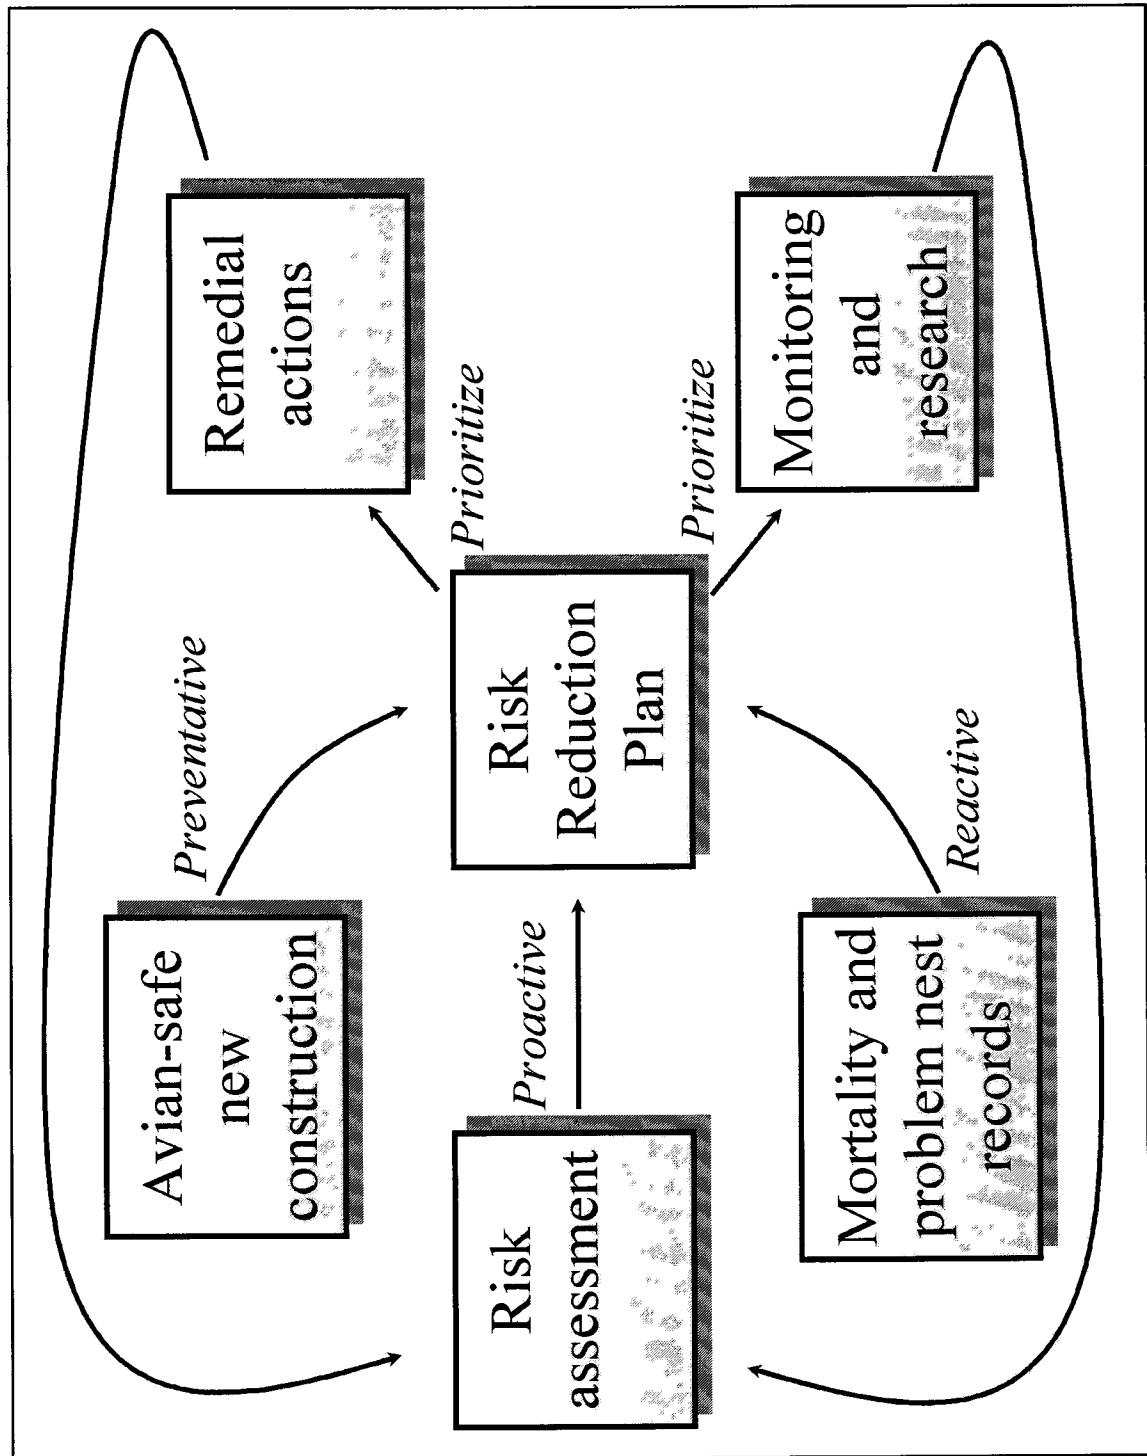 Avian-safe
new
construction
Preventative
Remedial
actions
Prioritize
Risk
assessment
Proactive
Risk
Reduction
Plan
Prioritize
Mortality and
problem nest
records
Reactive
Monitoring
and
research